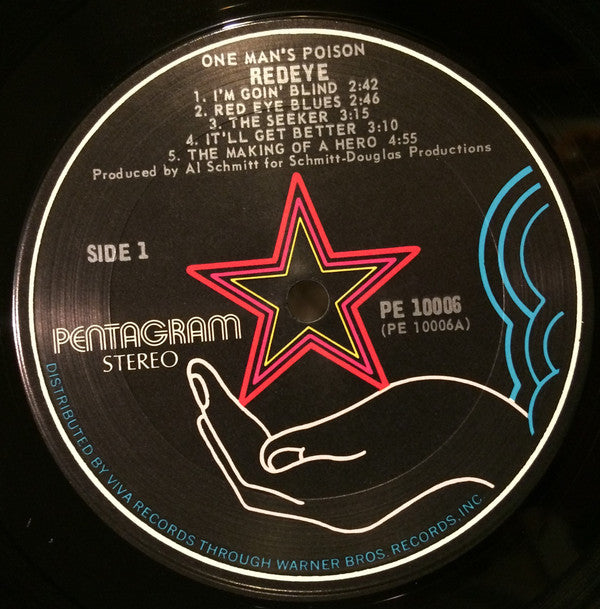 ONE MAN'S POISON
REDEYE
1. I'M GOIN' BLIND 2:42
2. RED EYE BLUES 2:46
3. THE SEEKER 3:15
4. IT'LL GET BETTER 3:10
5. THE MAKING OF A HERO 4:55
Produced by Al Schmitt for Schmitt-Douglas Productions
SIDE 1
PE 10006
(PE 10006A)
PENTAGRAM
STEREO
DISTRIBUTED BY VIVA RECORDS THROUGH WARNER BROS. RECORDS, INC.